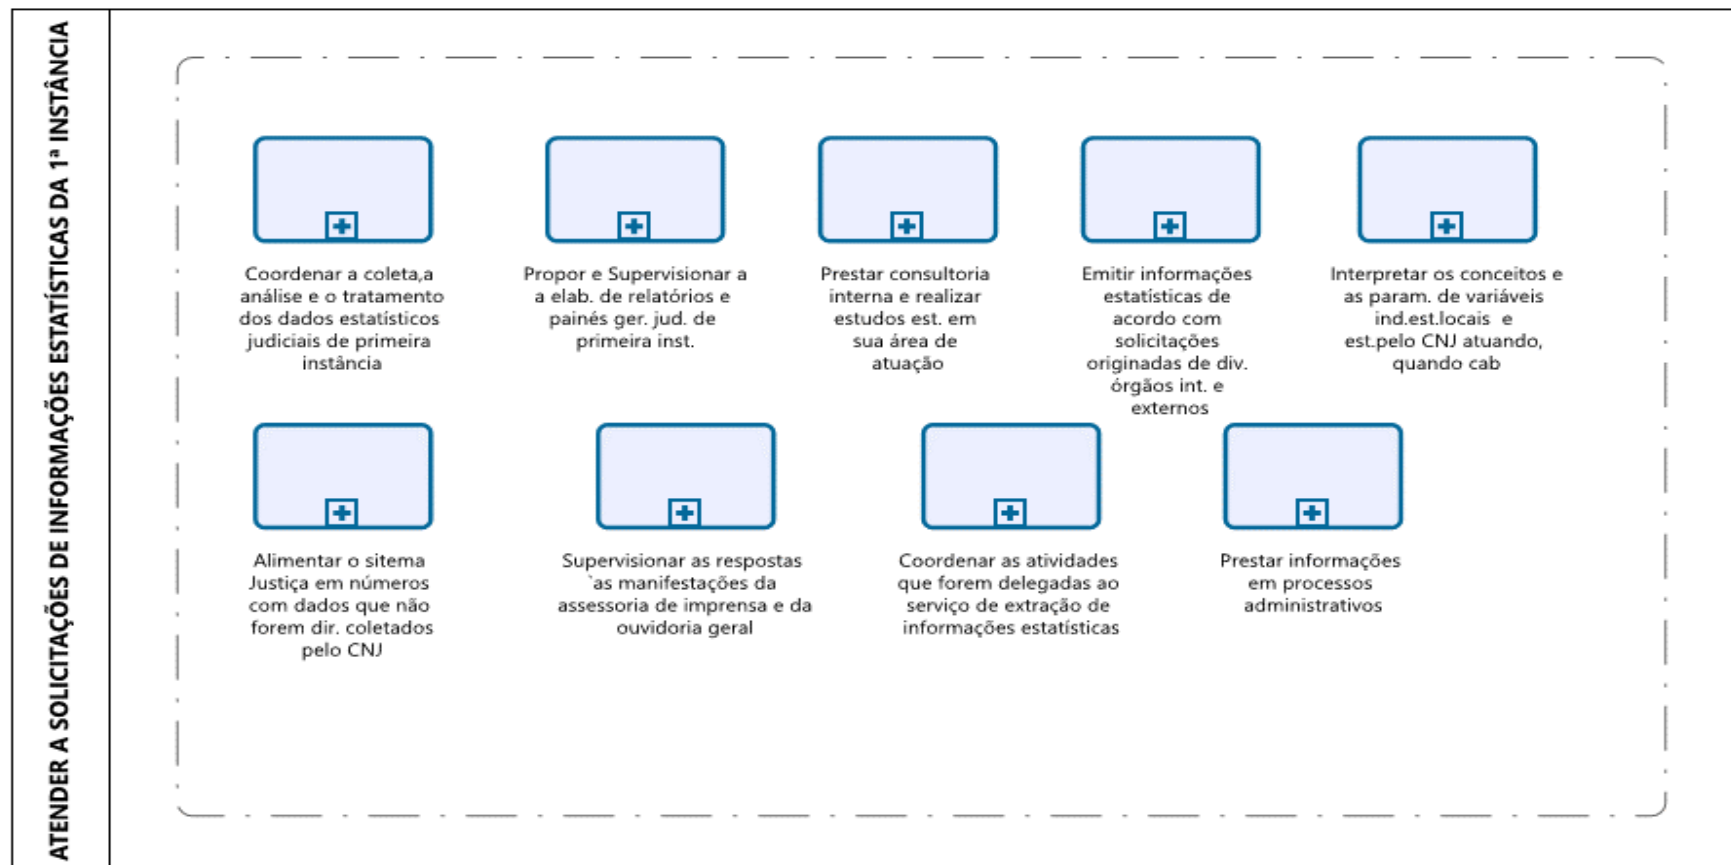 ATENDER A SOLICITAÇÕES DE INFORMAÇÕES ESTATÍSTICAS DA 1ª INSTÂNCIA
Coordenar a coleta,a
análise e o tratamento
dos dados estatísticos
judiciais de primeira
instância
Propor e Supervisionar a
a elab. de relatórios e
painés ger. jud. de
primeira inst.
Prestar consultoria
interna e realizar
estudos est. em
sua área de
atuação
Emitir informações
estatísticas de
acordo com
solicitações
originadas de div.
órgãos int. e
externos
Interpretar os conceitos e
as param. de variáveis
ind.est.locais e
est.pelo CNJ atuando,
quando cab
Alimentar o sitema
Justiça em números
com dados que não
forem dir. coletados
pelo CNJ
Supervisionar as respostas
`as manifestações da
assessoria de imprensa e da
ouvidoria geral
Coordenar as atividades
que forem delegadas ao
serviço de extração de
informações estatísticas
Prestar informações
em processos
administrativos